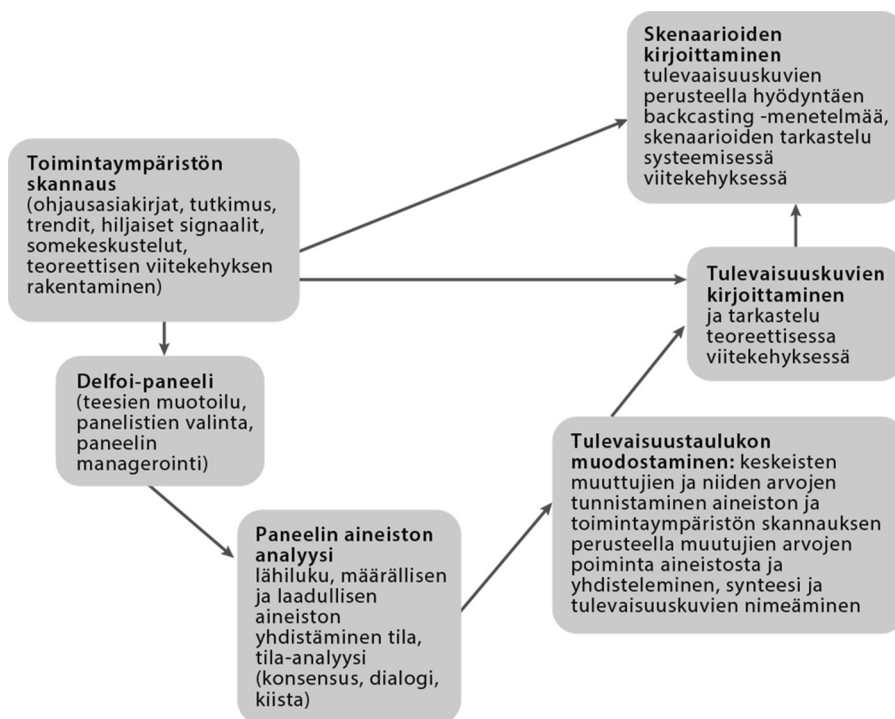 Toimintaympäristön
skannaus
(ohjausasiakirjat, tutkimus,
trendit, hiljaiset signaalit,
somekeskustelut,
teoreettisen viitekehyksen
rakentaminen)
Delfoi-paneeli
(teesien muotoilu,
panelistien valinta,
paneelin
managerointi)
Paneelin aineiston
analyysi
lähiluku, määrällisen
ja laadullisen
aineiston
yhdistäminen tila,
tila-analyysi
(konsensus, dialogi,
kiista)
Tulevaisuustaulukon
muodostaminen: keskeisten
muuttujien ja niiden arvojen
tunnistaminen aineiston ja
toimintaympäristön skannauksen
perusteella muutujien arvojen
poiminta aineistosta ja
yhdisteleminen, synteesi ja
tulevaisuuskuvien nimeäminen
Tulevaisuuskuvien
kirjoittaminen
ja tarkastelu
teoreettisessa
viitekehyksessä
Skenaarioiden
kirjoittaminen
tulevaaisuuskuvien
perusteella hyödyntäen
backcasting -menetelmää,
skenaarioiden tarkastelu
systeemisessä
viitekehyksessä